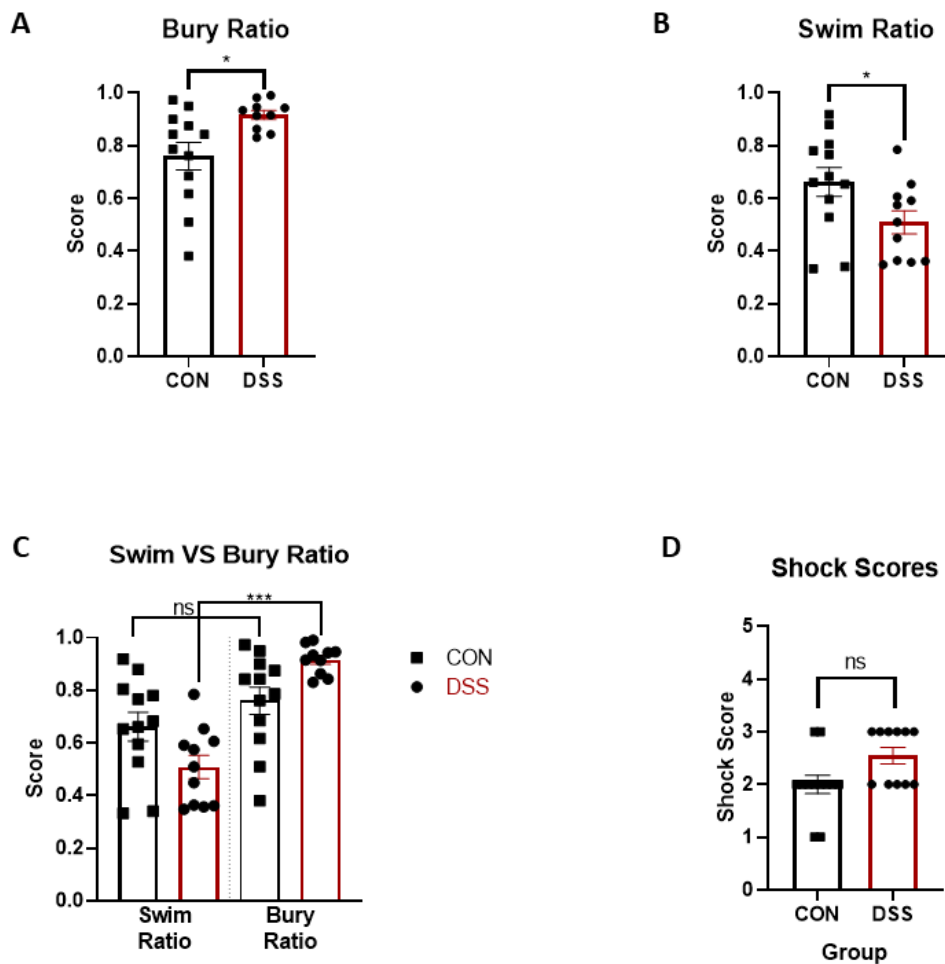 A
Bury Ratio
*
Score
1.0
0.8
0.6
0.4
0.2
0.0
CON DSS
B
Swim Ratio
*
Score
1.0
0.8
0.6
0.4
0.2
0.0
CON DSS
C
Swim VS Bury Ratio
ns
***
Score
1.0
0.8
0.6
0.4
0.2
0.0
Swim Bury
Ratio Ratio
CON
DSS
D
Shock Scores
ns
Shock Score
5
4
3
2
1
0
CON DSS
Group